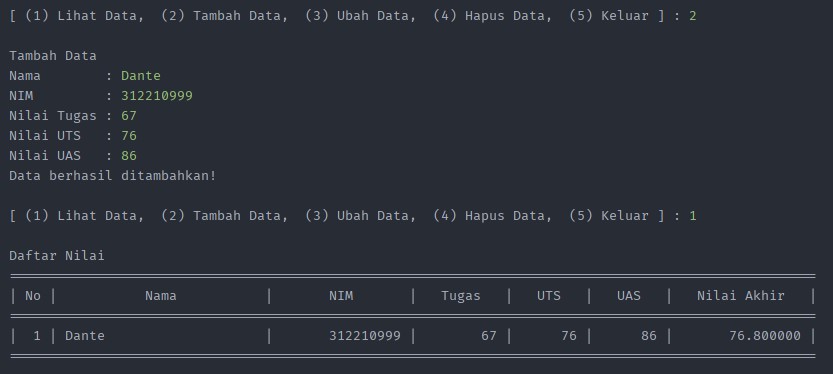 [ (1) Lihat Data,  (2) Tambah Data,  (3) Ubah Data,  (4) Hapus Data,  (5) Keluar ] : 2
Tambah Data
Nama        : Dante
NIM         : 312210999
Nilai Tugas : 67
Nilai UTS   : 76
Nilai UAS   : 86
Data berhasil ditambahkan!
[ (1) Lihat Data,  (2) Tambah Data,  (3) Ubah Data,  (4) Hapus Data,  (5) Keluar ] : 1
Daftar Nilai
| No |           Nama           |       NIM       |   Tugas   |   UTS   |   UAS   |   Nilai Akhir   |
|  1 | Dante                    |       312210999 |        67 |      76 |      86 |       76.800000 |